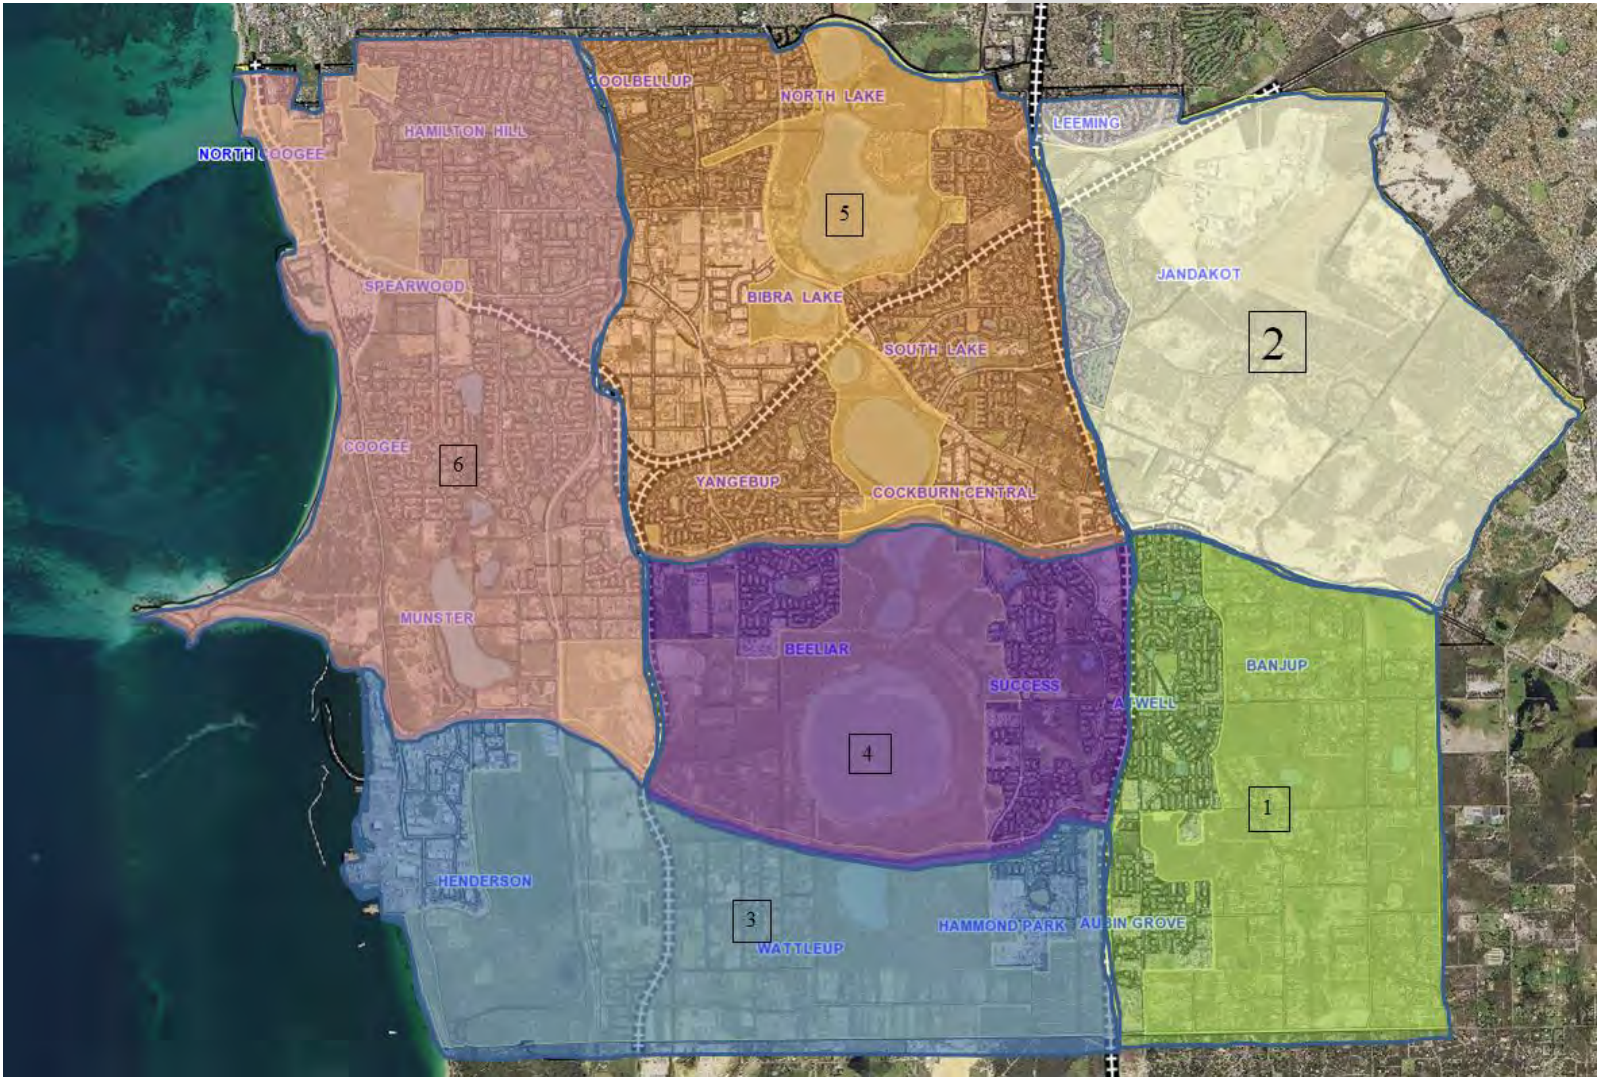 OOLBELLUP
NORTH LAKE
LEEMING
HAMILTON HILL
NORTH COOGEE
5
JANDAKOT
SPEARWOOD
BIBRA LAKE
2
SOUTH LAKE
COOGEE
6
YANGEBUP
COCKBURN CENTRAL
MUNSTER
BEELIAR
BANJUP
SUCCESS
ATWELL
4
1
HENDERSON
3
HAMMOND PARK
AUBIN GROVE
WATTLEUP